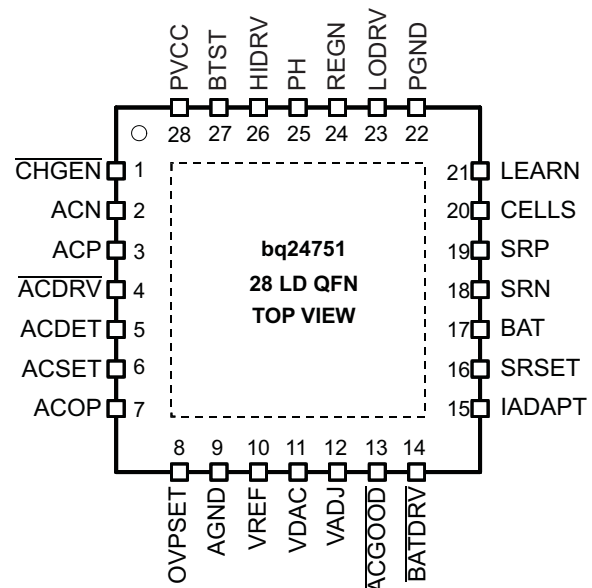 PVCC BTST HIDRV PH REGN LODRV PGND
28 27 26 25 24 23 22
CHGEN 1
ACN 2
ACP 3
ACDRV 4
ACDET 5
ACSET 6
ACOP 7
bq24751
28 LD QFN
TOP VIEW
21 LEARN
20 CELLS
19 SRP
18 SRN
17 BAT
16 SRSET
15 IADAPT
8 9 10 11 12 13 14
OVPSET AGND VREF VDAC VADJ ACGOOD BATDRV